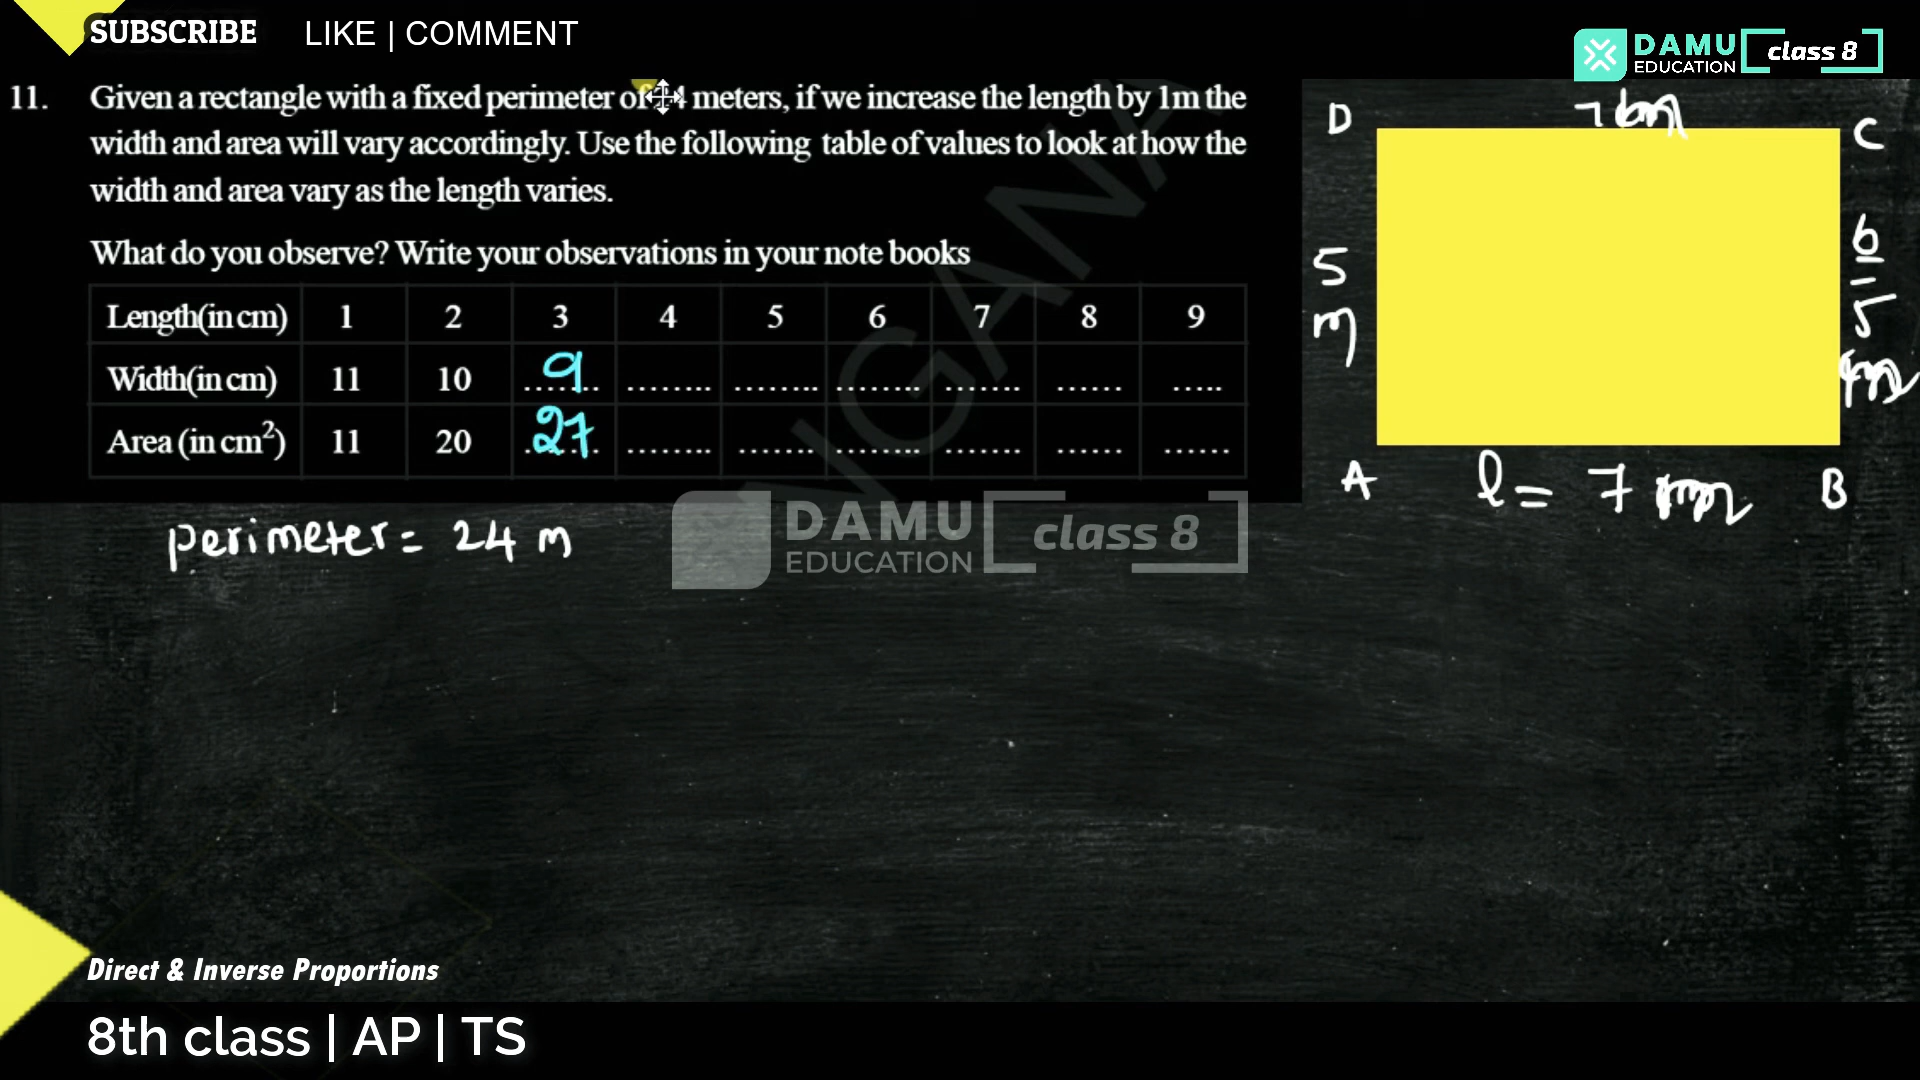 SUBSCRIBE LIKE | COMMENT
DAMU EDUCATION class 8
11. Given a rectangle with a fixed perimeter of meters, if we increase the length by 1m the
width and area will vary accordingly. Use the following table of values to look at how the
width and area vary as the length varies.
What do you observe? Write your observations in your note books
Length(in cm) 1 2 3 4 5 6 7 8 9
Width(in cm) 11 10 9 ........ ........ ........ ....... ...... .....
Area (in cm²) 11 20 27 ........ ....... ........ ....... ...... ......
D C
5 m
6
5
A l = 7 B
perimeter = 24 m
DAMU EDUCATION class 8
Direct & Inverse Proportions
8th class | AP | TS